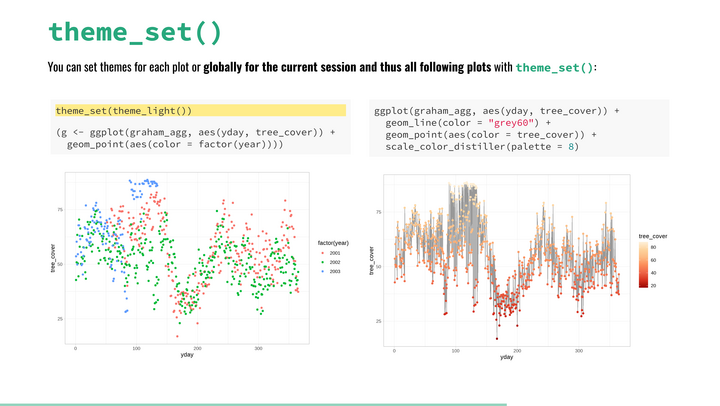 theme_set()
You can set themes for each plot or globally for the current session and thus all following plots with theme_set():
theme_set(theme_light())
(g <- ggplot(graham_agg, aes(yday, tree_cover)) +
geom_point(aes(color = factor(year))))
ggplot(graham_agg, aes(yday, tree_cover)) +
geom_line(color = "grey60") +
geom_point(aes(color = tree_cover)) +
scale_color_distiller(palette = 8)
tree_cover
75
50
25
0
100
200
300
yday
factor(year)
2001
2002
2003
tree_cover
75
50
25
0
100
200
300
yday
tree_cover
80
60
40
20